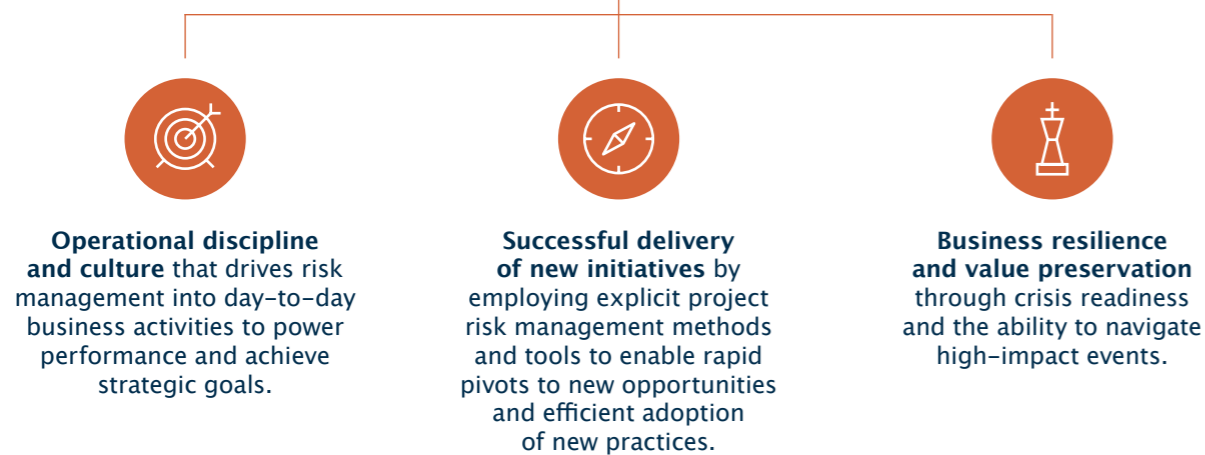 Operational discipline
and culture that drives risk
management into day-to-day
business activities to power
performance and achieve
strategic goals.
Successful delivery
of new initiatives by
employing explicit project
risk management methods
and tools to enable rapid
pivots to new opportunities
and efficient adoption
of new practices.
Business resilience
and value preservation
through crisis readiness
and the ability to navigate
high-impact events.